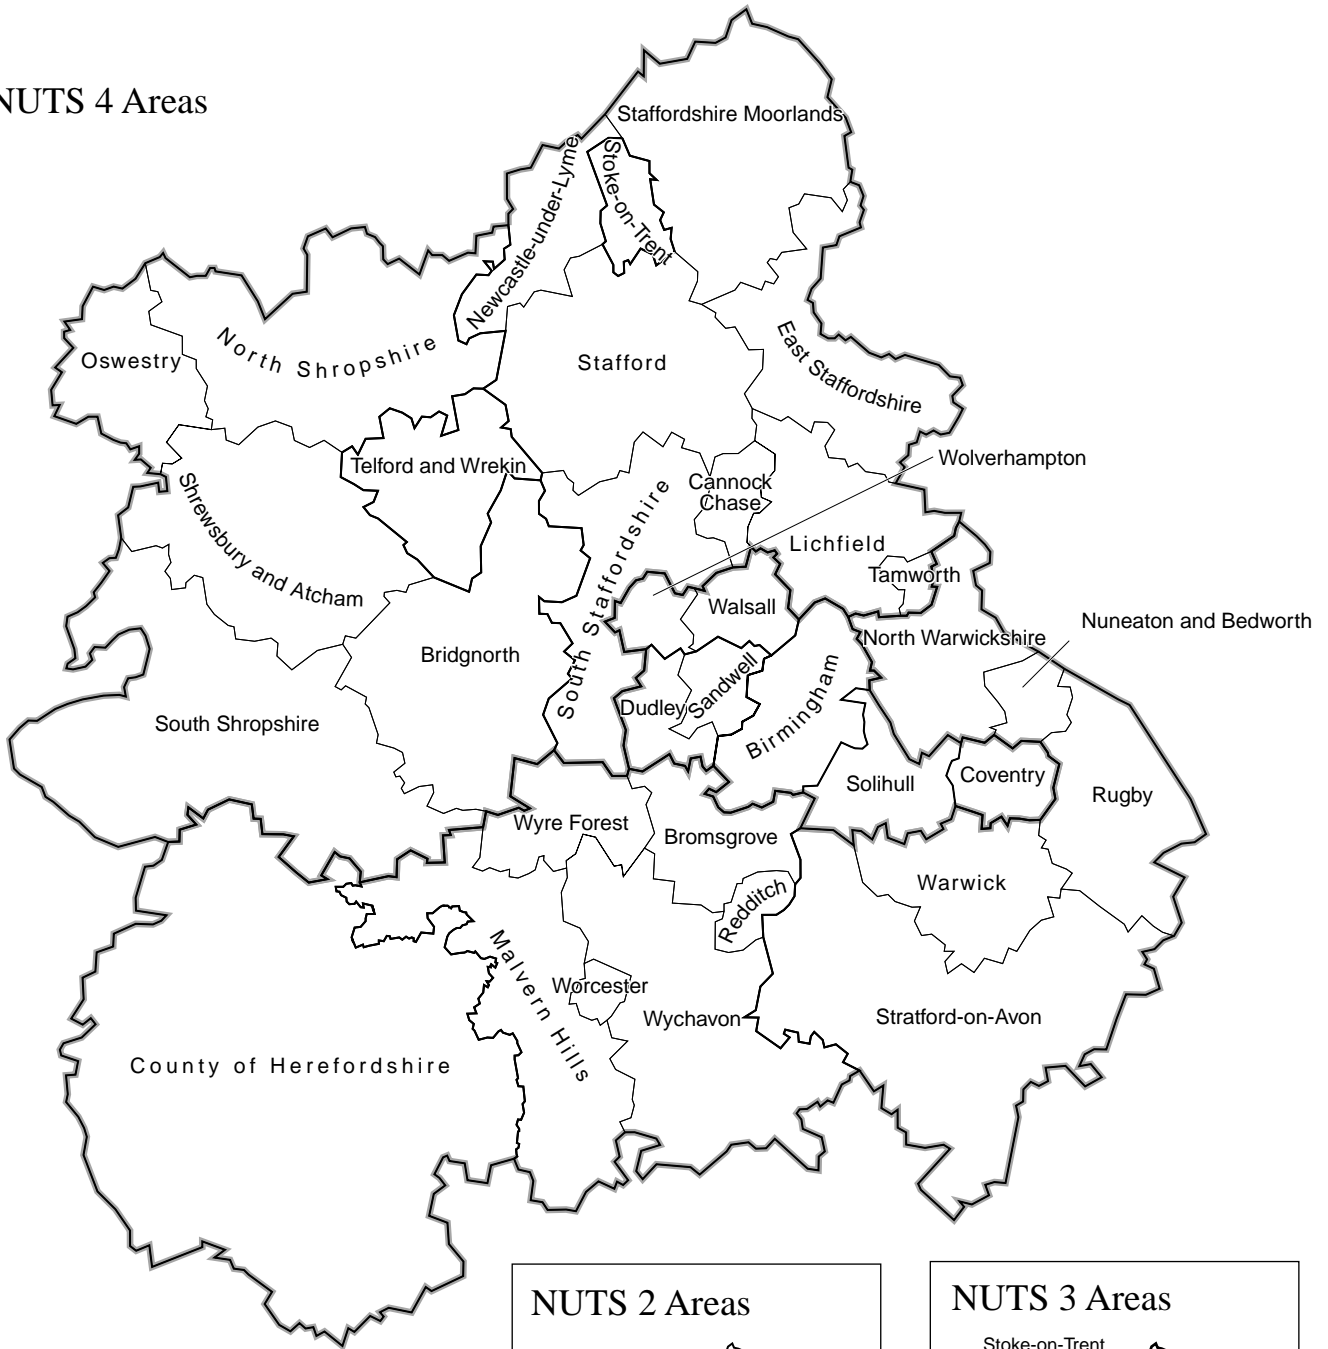 NUTS 4 Areas
Staffordshire Moorlands
Newcastle-under-Lyme
Stoke-on-Trent
Oswestry
North Shropshire
Stafford
East Staffordshire
Telford and Wrekin
Cannock
Chase
Wolverhampton
Shrewsbury and Atcham
South Staffordshire
Lichfield
Tamworth
Walsall
Nuneaton and Bedworth
North Warwickshire
Bridgnorth
Sandwell
Dudley
Birmingham
South Shropshire
Solihull
Coventry
Rugby
Wyre Forest
Bromsgrove
Warwick
Redditch
Malvern Hills
Worcester
Wychavon
Stratford-on-Avon
County of Herefordshire
NUTS 2 Areas
NUTS 3 Areas
Stoke-on-Trent